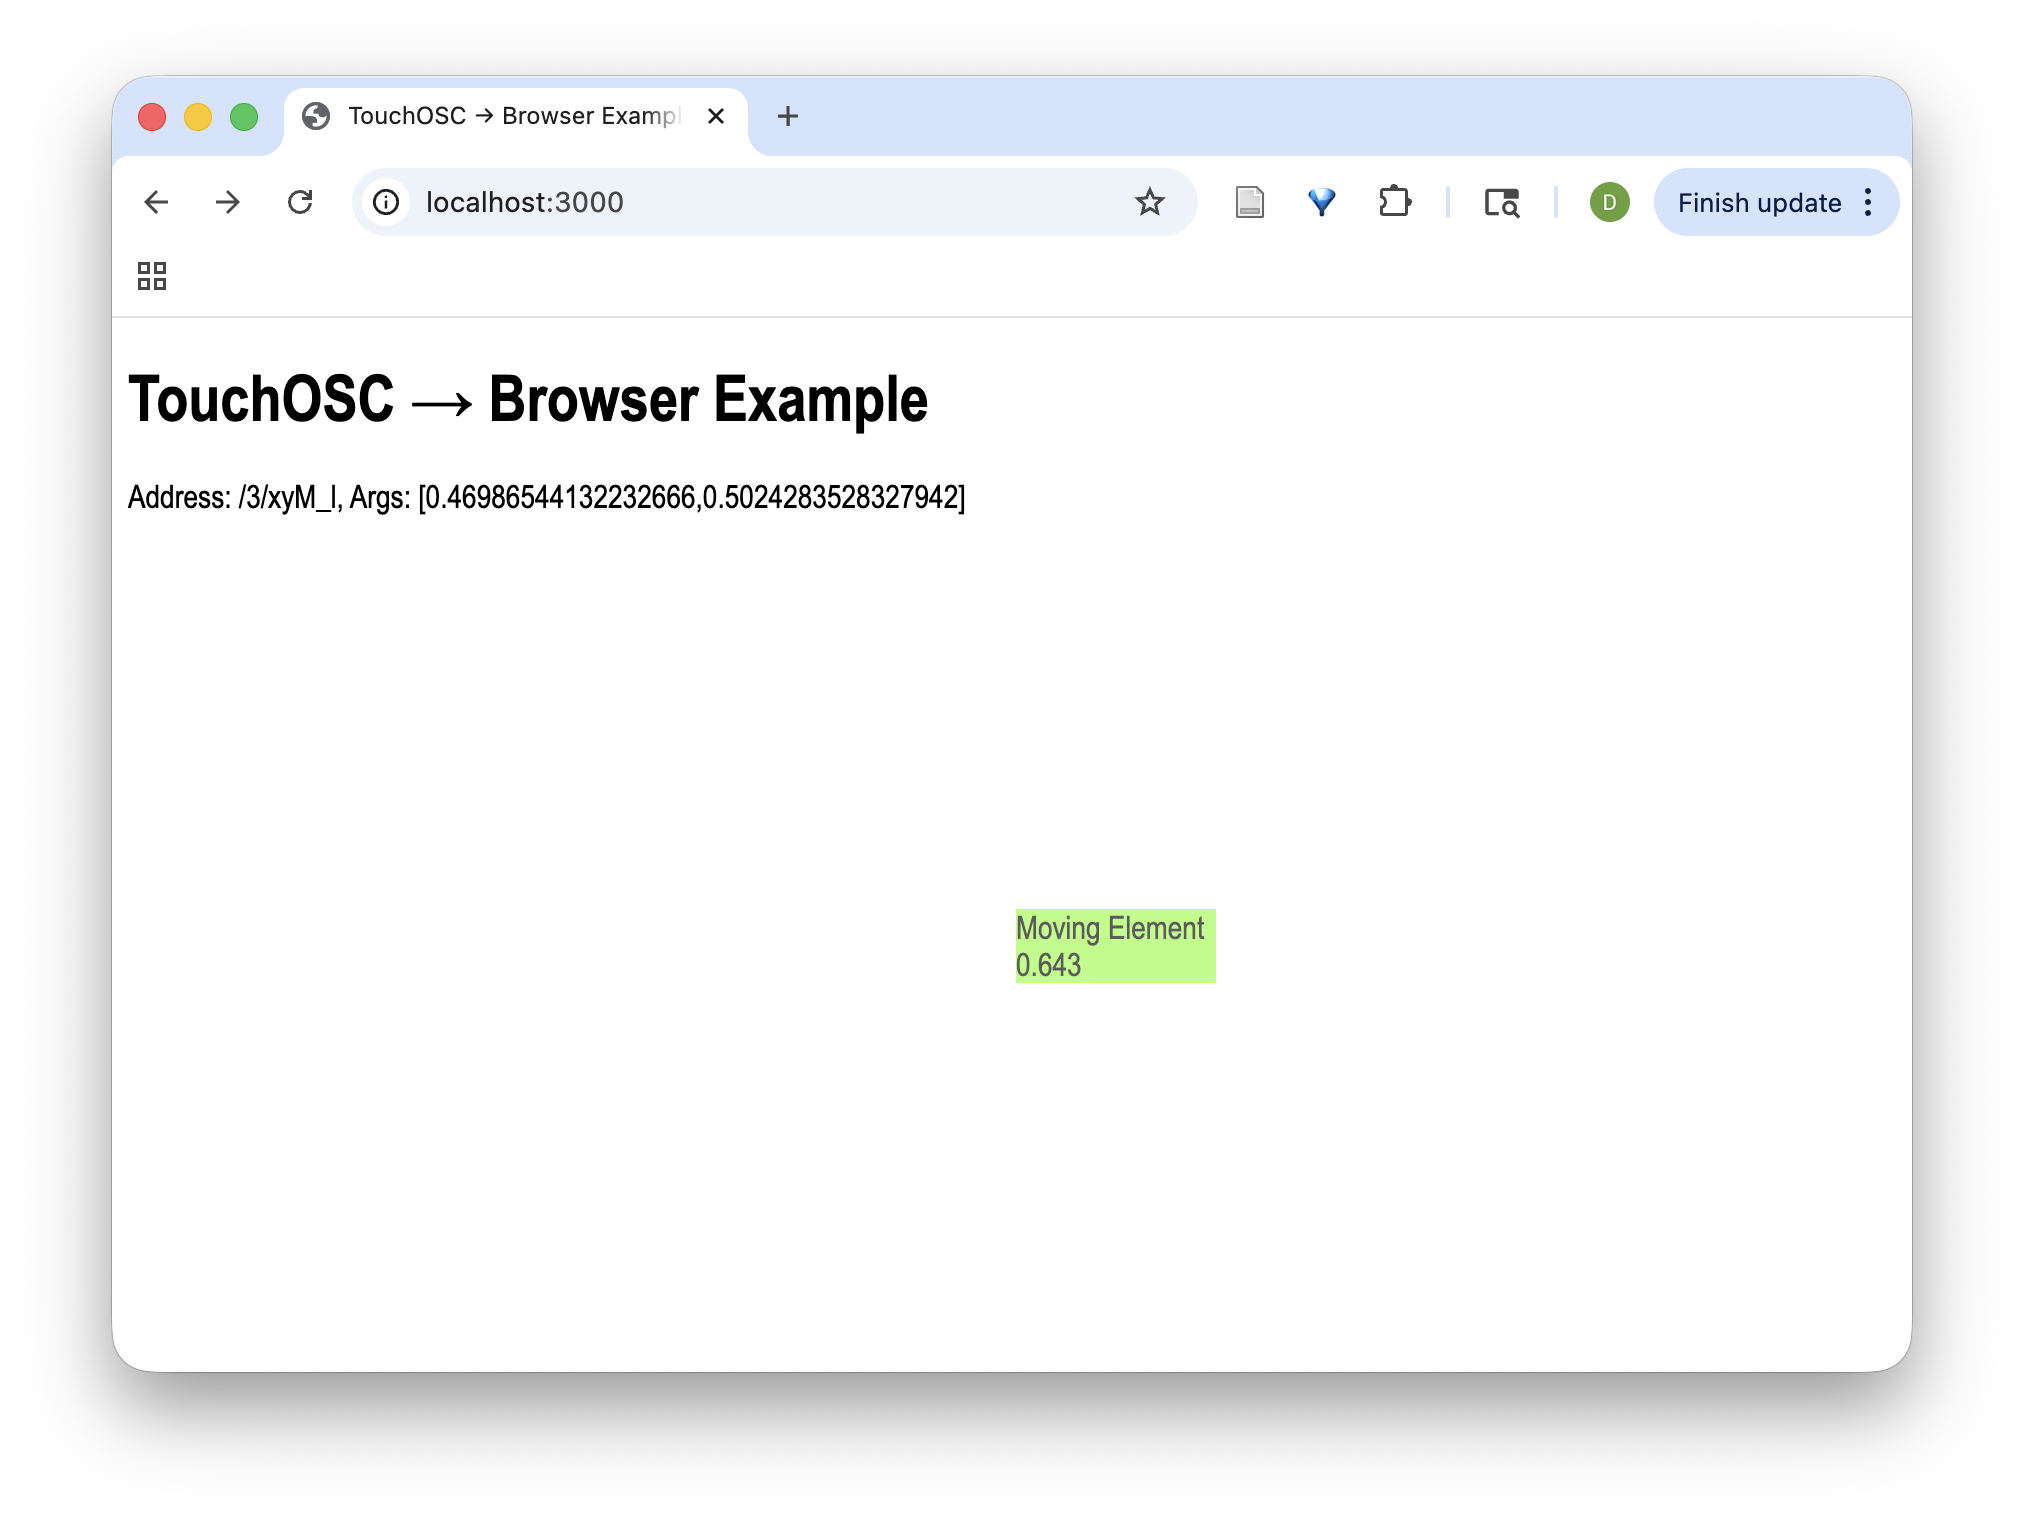 TouchOSC → Browser Exampl
localhost:3000
D
Finish update
TouchOSC → Browser Example
Address: /3/xyM_l, Args: [0.46986544132232666,0.5024283528327942]
Moving Element
0.643